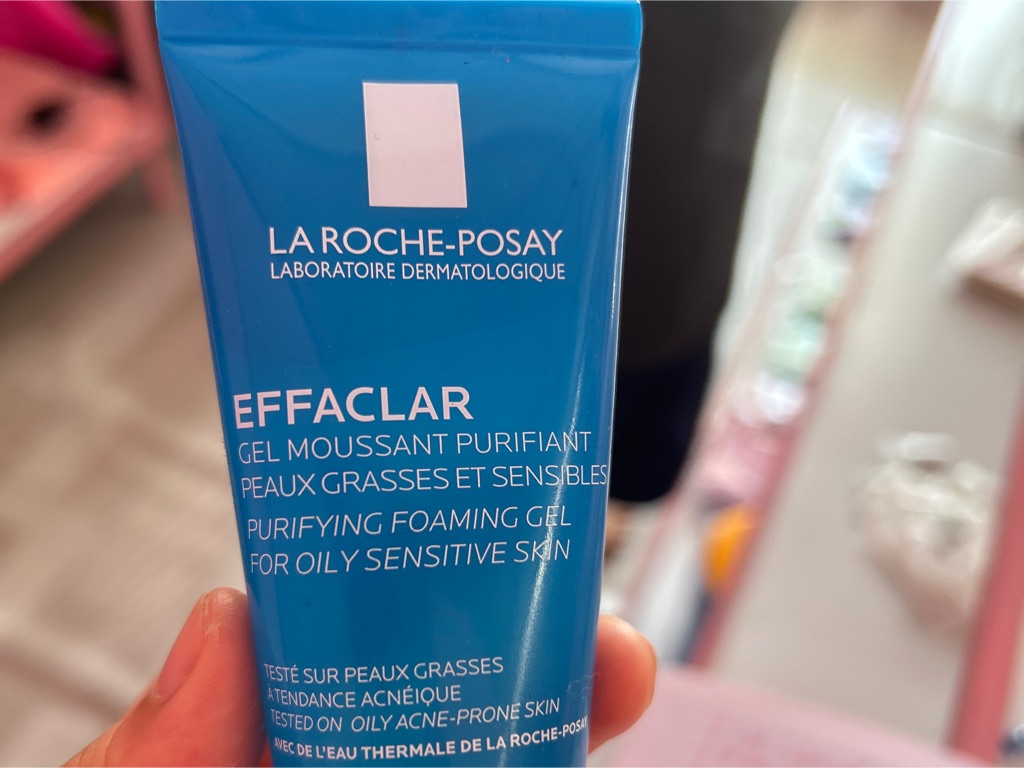 LA ROCHE-POSAY
LABORATOIRE DERMATOLOGIQUE
EFFACLAR
GEL MOUSSANT PURIFIANT
PEAUX GRASSES ET SENSIBLES
PURIFYING FOAMING GEL
FOR OILY SENSITIVE SKIN
TESTÉ SUR PEAUX GRASSES
À TENDANCE ACNÉIQUE
TESTED ON OILY ACNE-PRONE SKIN
AVEC DE L'EAU THERMALE DE LA ROCHE-POSAY